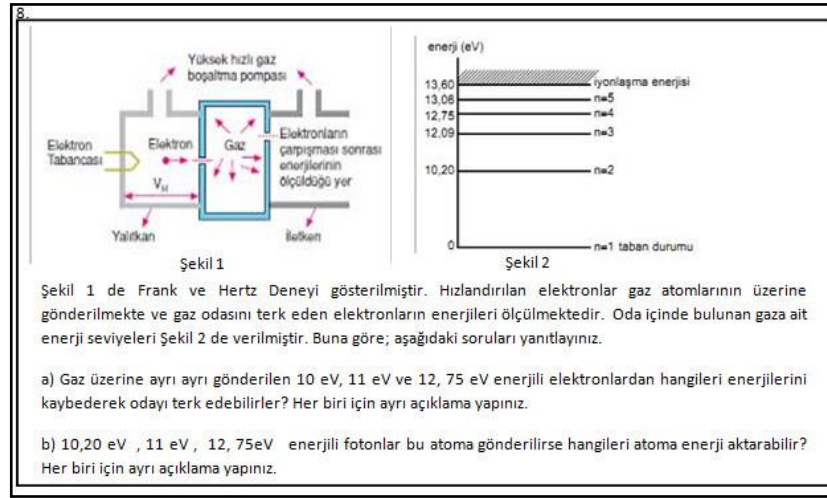 8.
Yüksek hızlı gaz
boşaltma pompası
Elektron
Tabancası
Elektron
Gaz
Elektronların
çarpışması sonrası
enerjilerinin
ölçüldüğü yer
V_H
Yalıtkan
İletken
Şekil 1
enerji (eV)
13,60 iyonlaşma enerjisi
13,06 n=5
12,75 n=4
12.09 n=3
10,20 n=2
0 n=1 taban durumu
Şekil 2
Şekil 1 de Frank ve Hertz Deneyi gösterilmiştir. Hızlandırılan elektronlar gaz atomlarının üzerine
gönderilmekte ve gaz odasını terk eden elektronların enerjileri ölçülmektedir. Oda içinde bulunan gaza ait
enerji seviyeleri Şekil 2 de verilmiştir. Buna göre; aşağıdaki soruları yanıtlayınız.
a) Gaz üzerine ayrı ayrı gönderilen 10 eV, 11 eV ve 12, 75 eV enerjili elektronlardan hangileri enerjilerini
kaybederek odayı terk edebilirler? Her biri için ayrı açıklama yapınız.
b) 10,20 eV , 11 eV , 12, 75eV enerjili fotonlar bu atoma gönderilirse hangileri atoma enerji aktarabilir?
Her biri için ayrı açıklama yapınız.